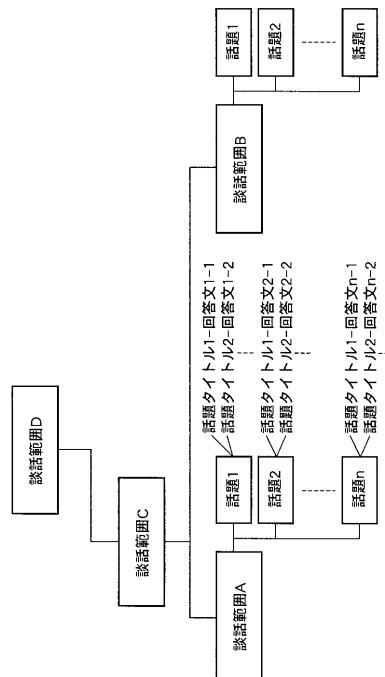 談話範囲D
談話範囲C
談話範囲A
話題1
話題タイトル1-回答文1-1
話題タイトル2-回答文1-2
話題2
話題タイトル1-回答文2-1
話題タイトル2-回答文2-2
話題n
話題タイトル1-回答文n-1
話題タイトル2-回答文n-2
談話範囲B
話題1
話題2
話題n